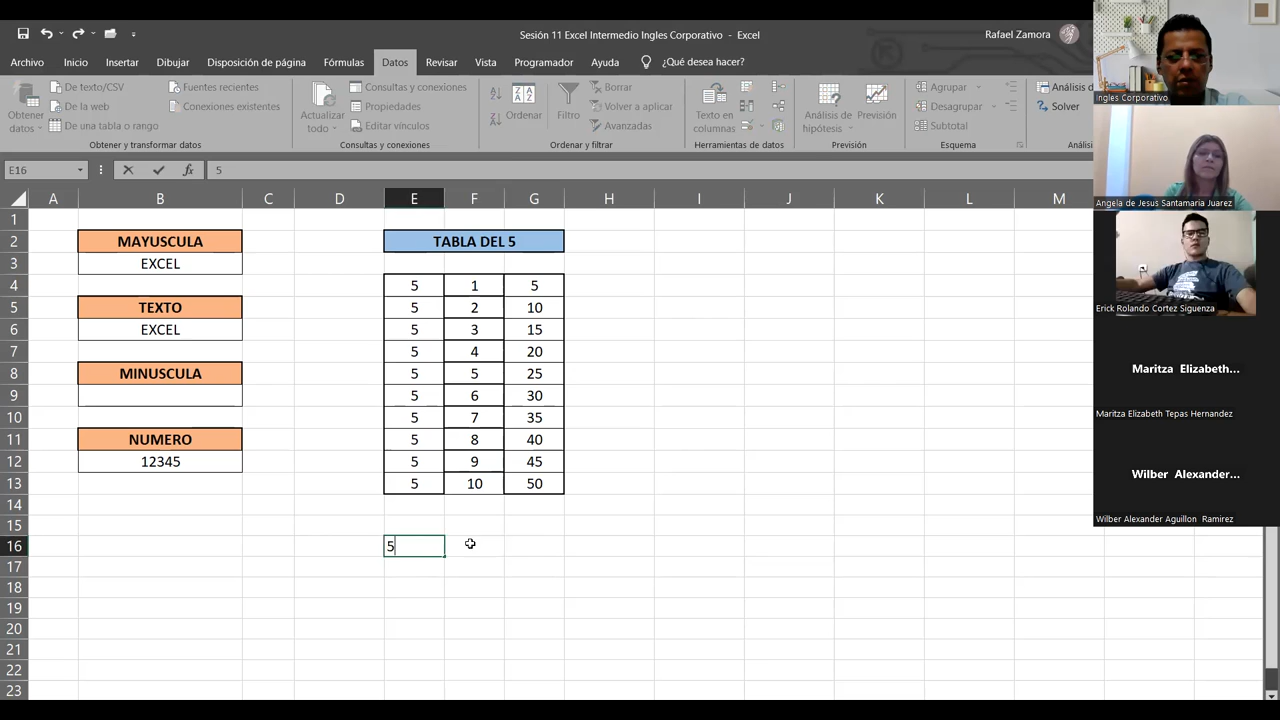 Sesión 11 Excel Intermedio Ingles Corporativo - Excel
Rafael Zamora
Archivo Inicio Insertar Dibujar Disposición de página Fórmulas Datos Revisar Vista Programador Ayuda ¿Qué desea hacer?
Obtener datos
De texto/CSV
De la web
De una tabla o rango
Fuentes recientes
Conexiones existentes
Obtener y transformar datos
Actualizar todo
Consultas y conexiones
Propiedades
Editar vínculos
Consultas y conexiones
Ordenar
Filtro
Borrar
Volver a aplicar
Avanzadas
Ordenar y filtrar
Texto en columnas
Herramientas de datos
Análisis de hipótesis
Previsión
Previsión
Agrupar
Desagrupar
Subtotal
Esquema
Análisis d
Solver
Anális
E16 fx 5
A B C D E F G H I J K L M
1
2 MAYUSCULA TABLA DEL 5
3 EXCEL
4 5 1 5
5 TEXTO 5 2 10
6 EXCEL 5 3 15
7 5 4 20
8 MINUSCULA 5 5 25
9 5 6 30
10 5 7 35
11 NUMERO 5 8 40
12 12345 5 9 45
13 5 10 50
14
15
16 5
17
18
19
20
21
22
23
Ingles Corporativo
Angela de Jesus Santamaria Juarez
Erick Rolando Cortez Siguenza
Maritza Elizabeth...
Maritza Elizabeth Tepas Hernandez
Wilber Alexander...
Wilber Alexander Aguillon Ramirez